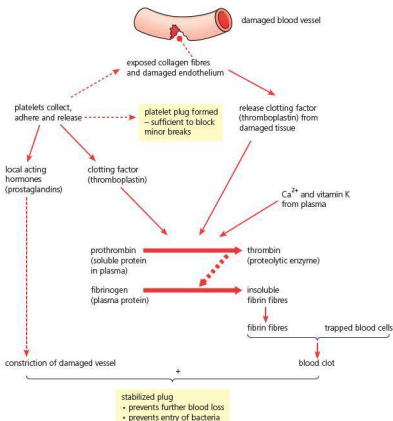 damaged blood vessel
exposed collagen fibres
and damaged endothelium
platelets collect,
adhere and release
platelet plug formed
– sufficient to block
minor breaks
release clotting factor
(thromboplastin) from
damaged tissue
local acting
hormones
(prostaglandins)
clotting factor
(thromboplastin)
Ca2+ and vitamin K
from plasma
prothrombin
(soluble protein
in plasma)
thrombin
(proteolytic enzyme)
fibrinogen
(plasma protein)
insoluble
fibrin fibres
fibrin fibres
trapped blood cells
constriction of damaged vessel
+
blood clot
stabilized plug
• prevents further blood loss
• prevents entry of bacteria